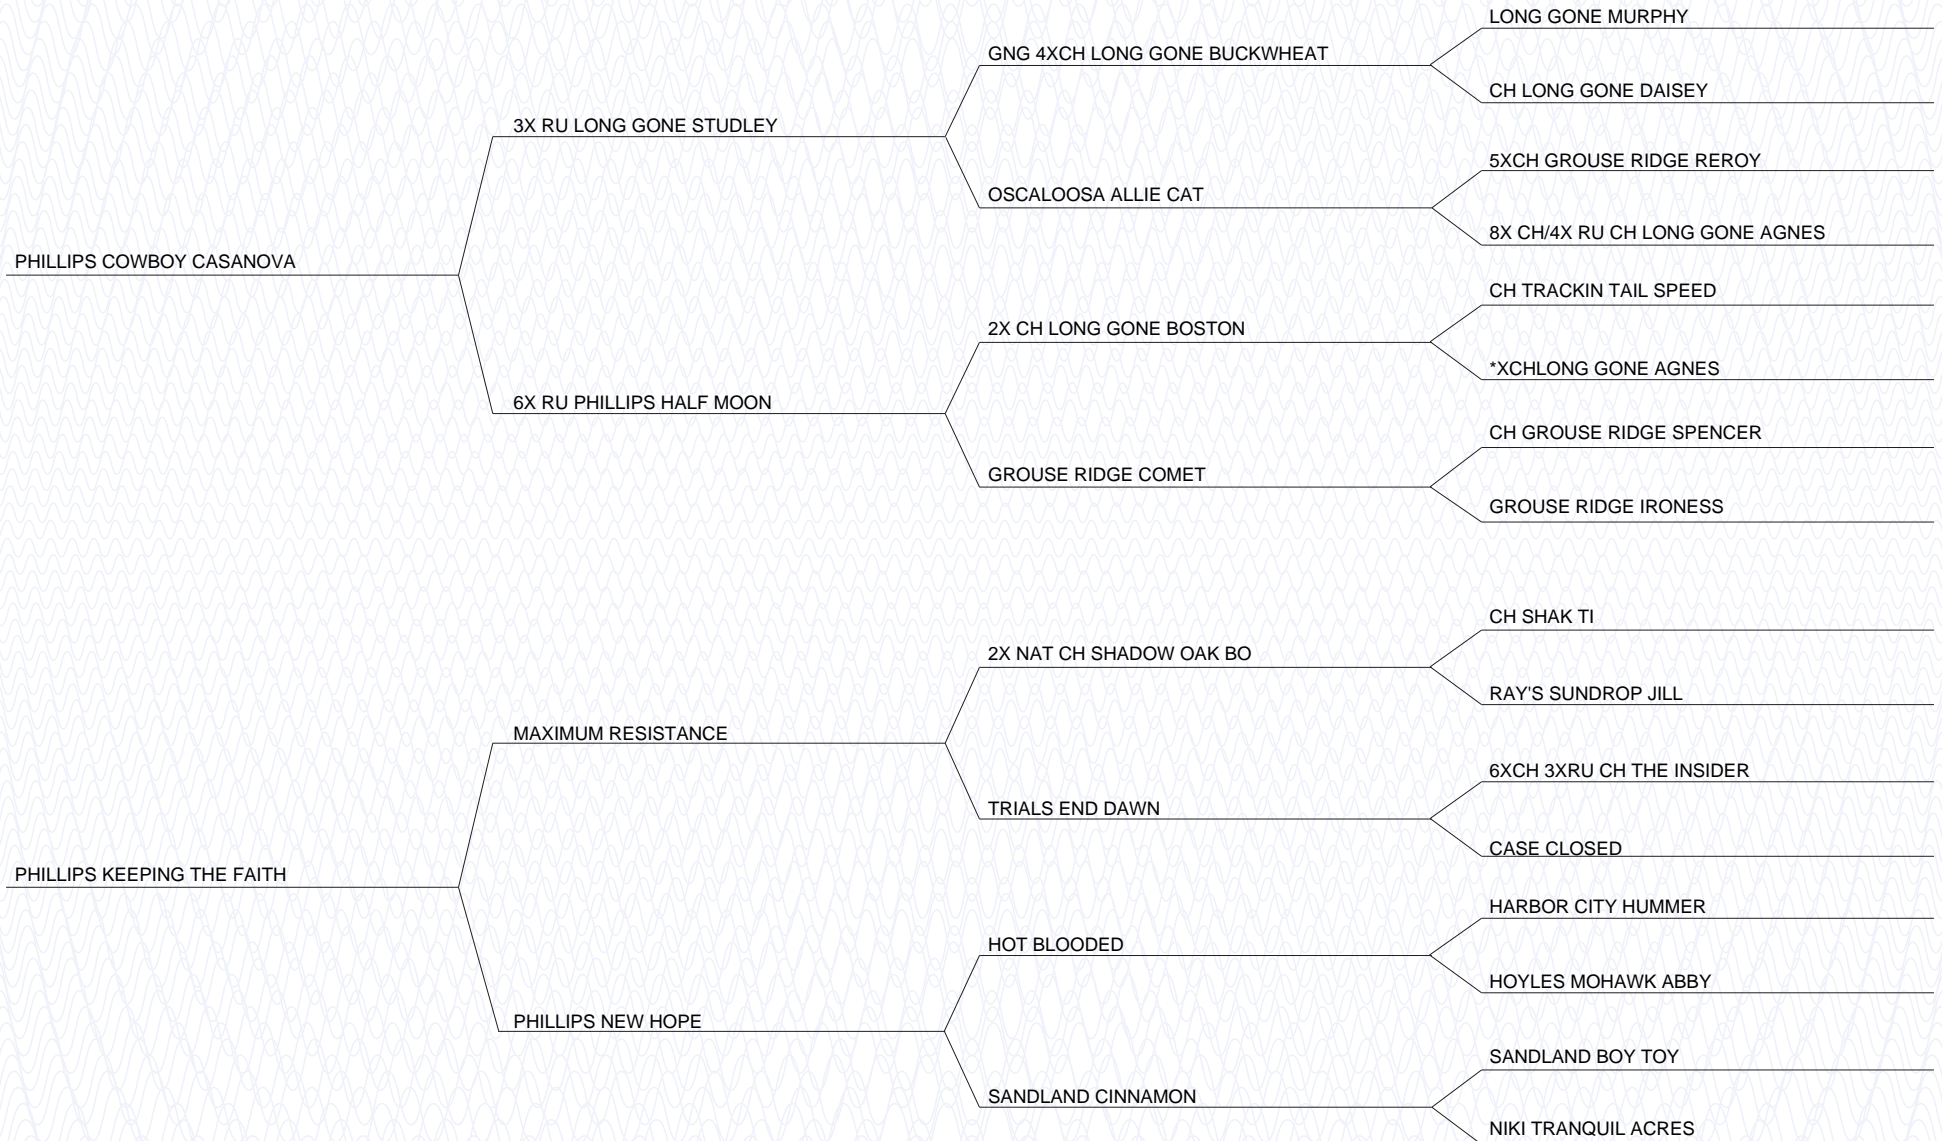 LONG GONE MURPHY
GNG 4XCH LONG GONE BUCKWHEAT
CH LONG GONE DAISEY
3X RU LONG GONE STUDLEY
5XCH GROUSE RIDGE REROY
OSCALOOSA ALLIE CAT
8X CH/4X RU CH LONG GONE AGNES
PHILLIPS COWBOY CASANOVA
CH TRACKIN TAIL SPEED
2X CH LONG GONE BOSTON
*XCHLONG GONE AGNES
6X RU PHILLIPS HALF MOON
CH GROUSE RIDGE SPENCER
GROUSE RIDGE COMET
GROUSE RIDGE IRONESS
CH SHAK TI
2X NAT CH SHADOW OAK BO
RAY'S SUNDROP JILL
MAXIMUM RESISTANCE
6XCH 3XRU CH THE INSIDER
TRIALS END DAWN
CASE CLOSED
PHILLIPS KEEPING THE FAITH
HARBOR CITY HUMMER
HOT BLOODED
HOYLES MOHAWK ABBY
PHILLIPS NEW HOPE
SANDLAND BOY TOY
SANDLAND CINNAMON
NIKI TRANQUIL ACRES